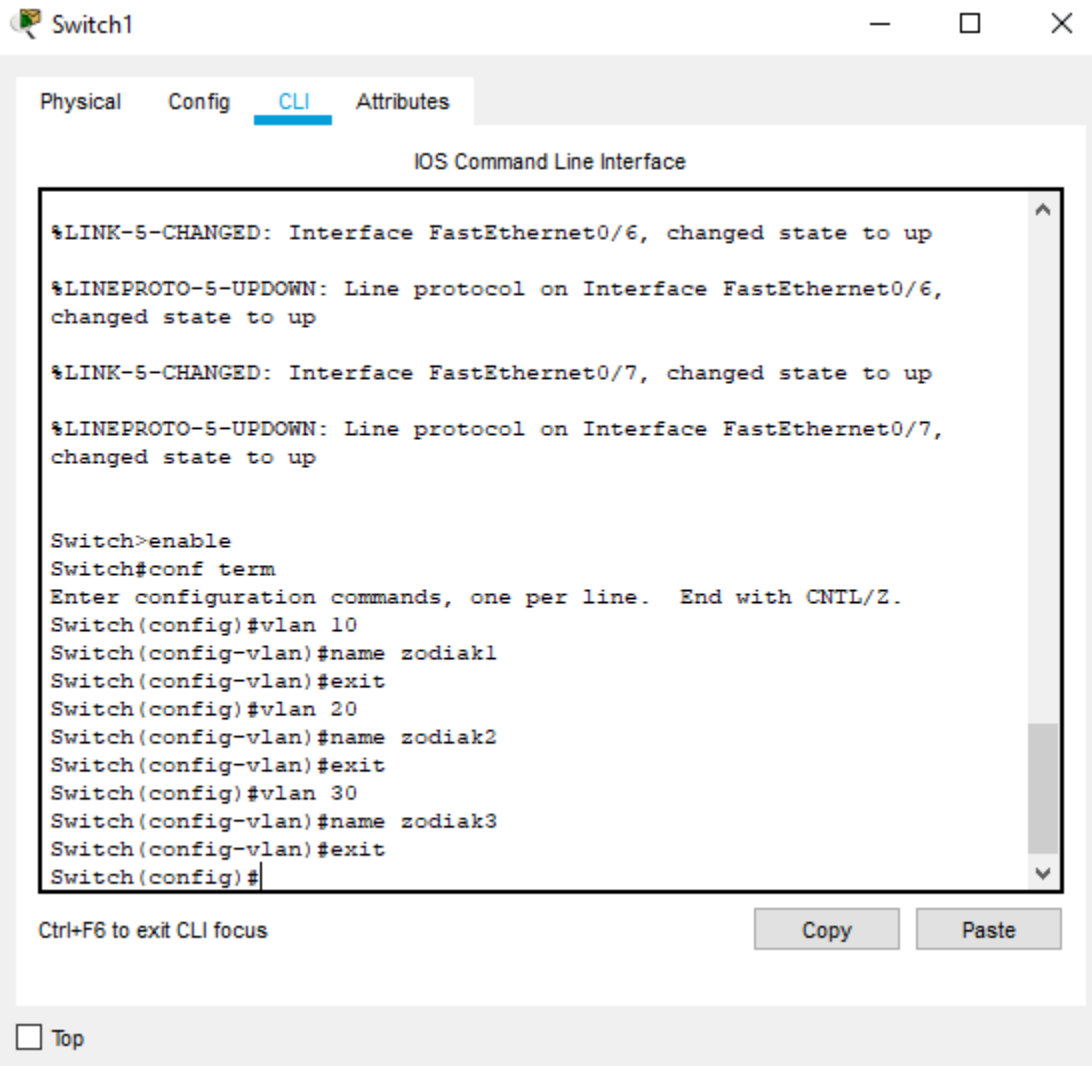 Switch1
Physical Config CLI Attributes
IOS Command Line Interface
%LINK-5-CHANGED: Interface FastEthernet0/6, changed state to up
%LINEPROTO-5-UPDOWN: Line protocol on Interface FastEthernet0/6,
changed state to up
%LINK-5-CHANGED: Interface FastEthernet0/7, changed state to up
%LINEPROTO-5-UPDOWN: Line protocol on Interface FastEthernet0/7,
changed state to up
Switch>enable
Switch#conf term
Enter configuration commands, one per line.  End with CNTL/Z.
Switch(config)#vlan 10
Switch(config-vlan)#name zodiak1
Switch(config-vlan)#exit
Switch(config)#vlan 20
Switch(config-vlan)#name zodiak2
Switch(config-vlan)#exit
Switch(config)#vlan 30
Switch(config-vlan)#name zodiak3
Switch(config-vlan)#exit
Switch(config)#
Ctrl+F6 to exit CLI focus
Copy Paste
Top